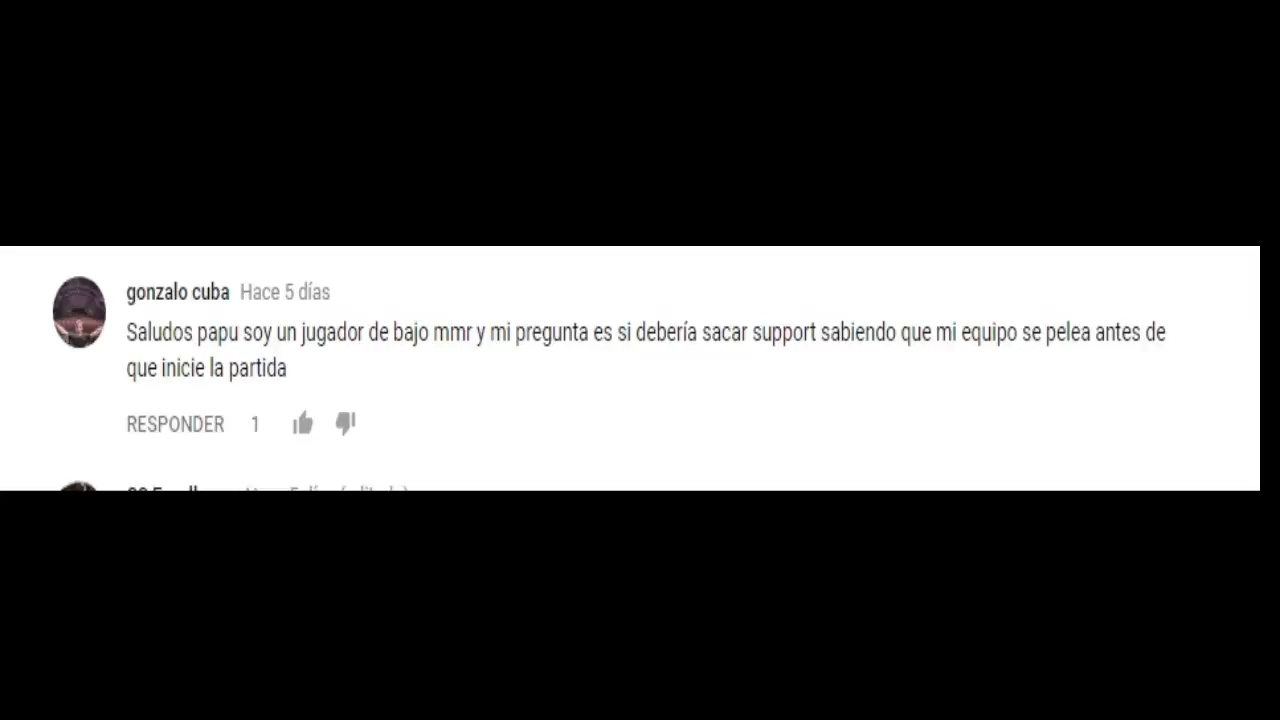 gonzalo cuba Hace 5 días
Saludos papu soy un jugador de bajo mmr y mi pregunta es si debería sacar support sabiendo que mi equipo se pelea antes de
que inicie la partida
RESPONDER 1